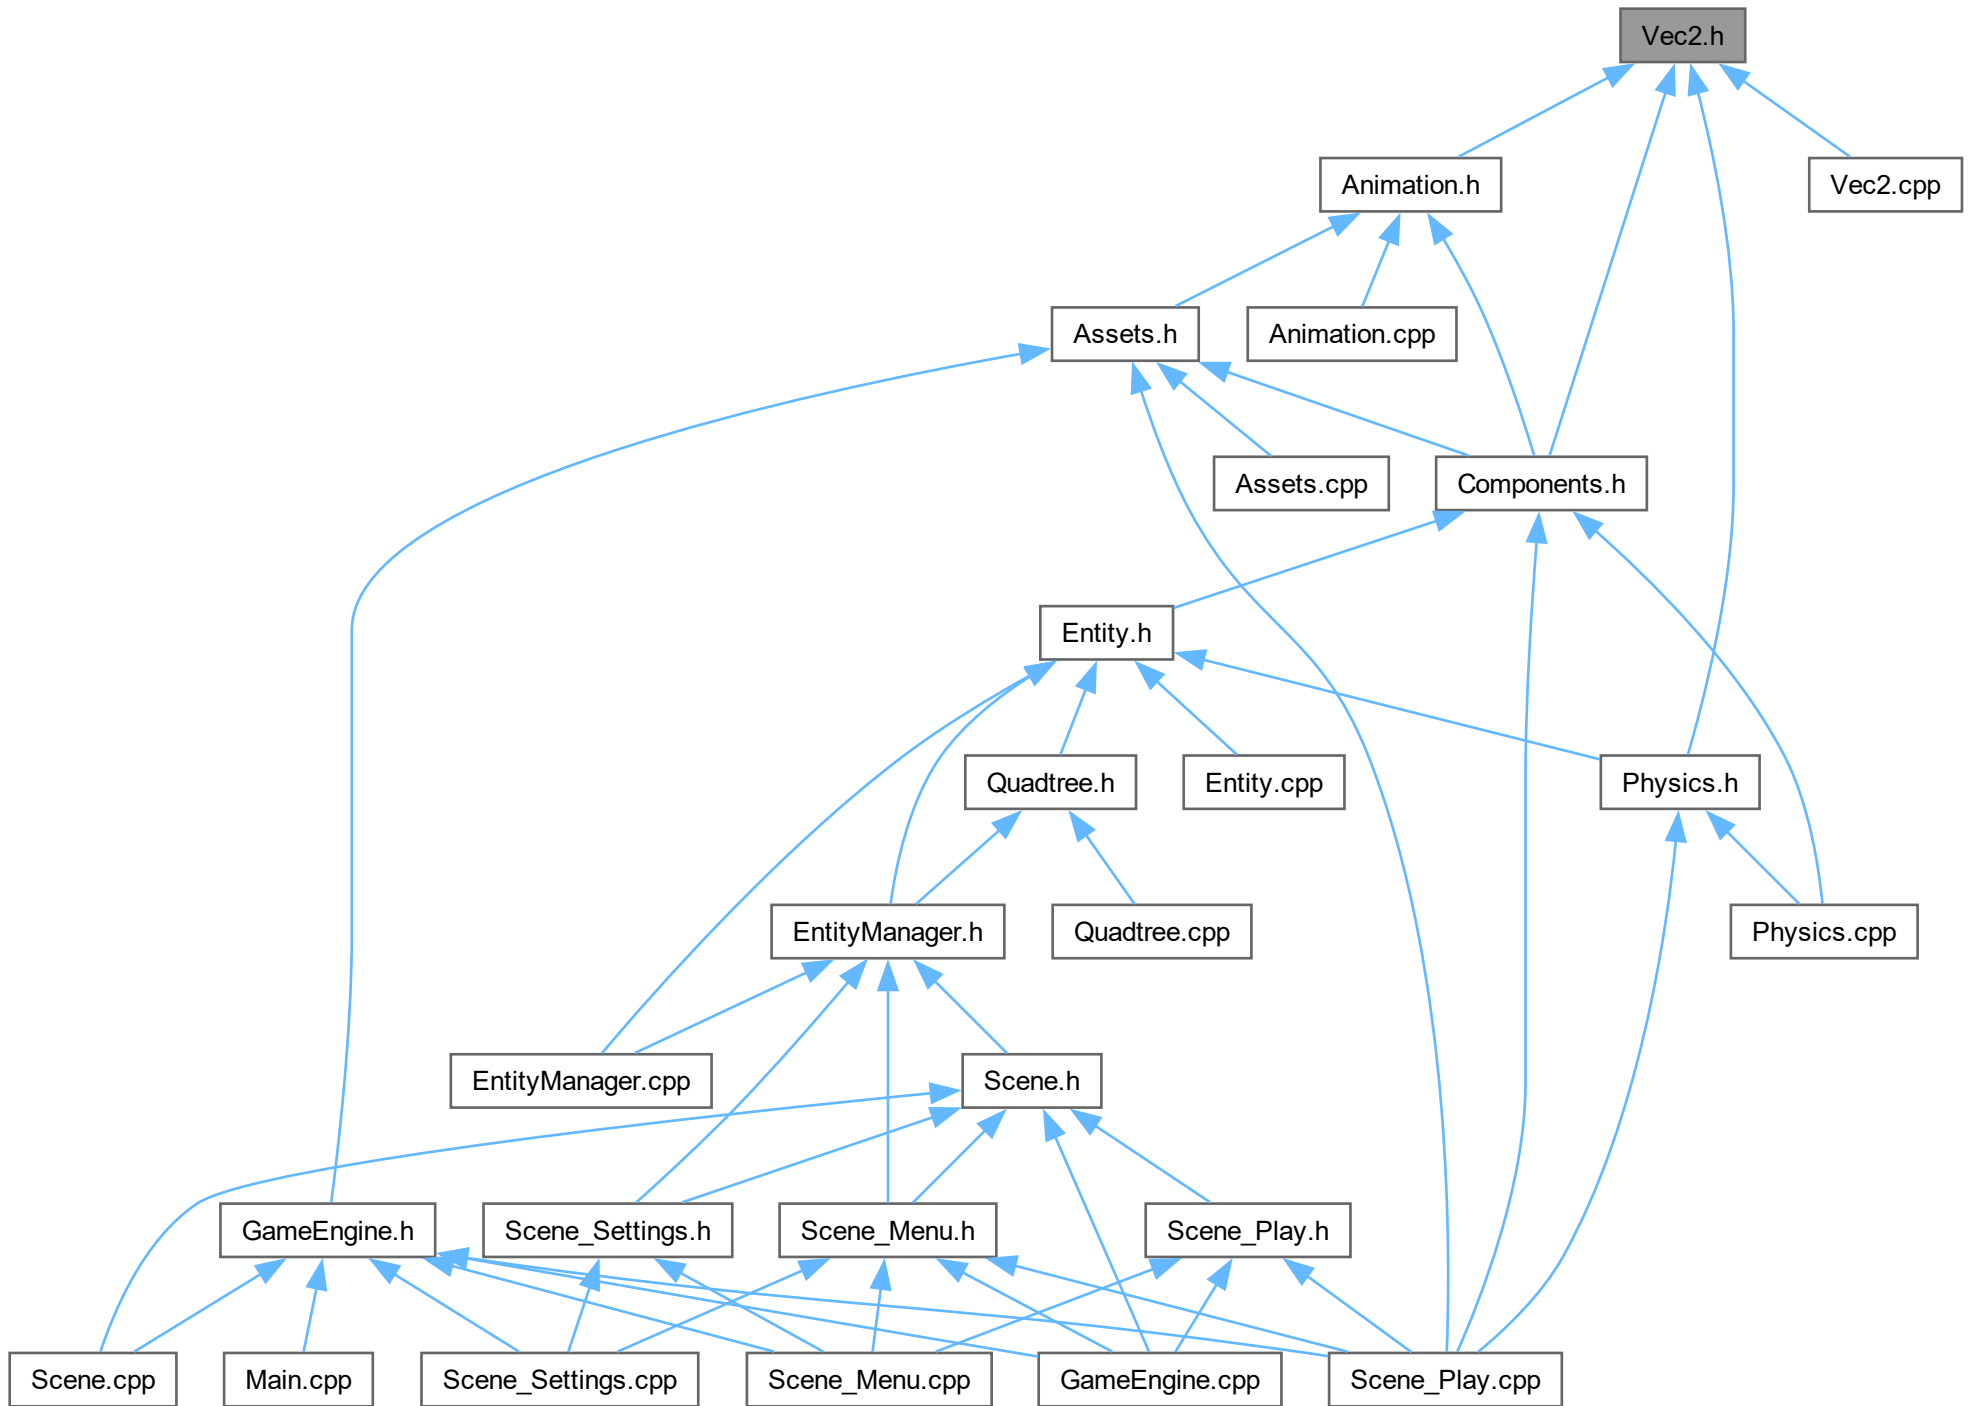 Vec2.h
Animation.h
Vec2.cpp
Assets.h
Animation.cpp
Assets.cpp
Components.h
Entity.h
Quadtree.h
Entity.cpp
Physics.h
EntityManager.h
Quadtree.cpp
Physics.cpp
EntityManager.cpp
Scene.h
GameEngine.h
Scene_Settings.h
Scene_Menu.h
Scene_Play.h
Scene.cpp
Main.cpp
Scene_Settings.cpp
Scene_Menu.cpp
GameEngine.cpp
Scene_Play.cpp